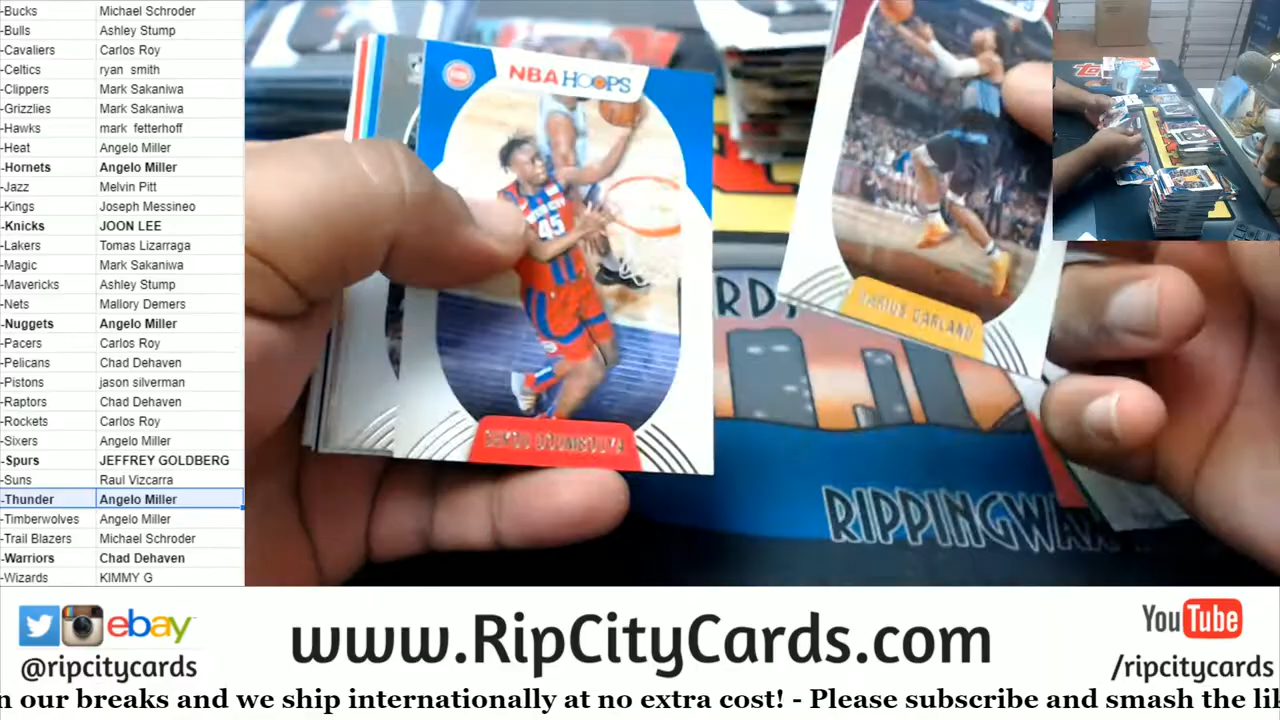 -Bucks Michael Schroder
-Bulls Ashley Stump
-Cavaliers Carlos Roy
-Celtics ryan smith
-Clippers Mark Sakaniwa
-Grizzlies Mark Sakaniwa
-Hawks mark fetterhoff
-Heat Angelo Miller
-Hornets Angelo Miller
-Jazz Melvin Pitt
-Kings Joseph Messineo
-Knicks JOON LEE
-Lakers Tomas Lizarraga
-Magic Mark Sakaniwa
-Mavericks Ashley Stump
-Nets Mallory Demers
-Nuggets Angelo Miller
-Pacers Carlos Roy
-Pelicans Chad Dehaven
-Pistons jason silverman
-Raptors Chad Dehaven
-Rockets Carlos Roy
-Sixers Angelo Miller
-Spurs JEFFREY GOLDBERG
-Suns Raul Vizcarra
-Thunder Angelo Miller
-Timberwolves Angelo Miller
-Trail Blazers Michael Schroder
-Warriors Chad Dehaven
-Wizards KIMMY G
NBA HOOPS
45
SEKOU DOUMBOUYA
DARIUS GARLAND
RDS
RIPPINGWAX
ebay
@ripcitycards
www.RipCityCards.com
YouTube
/ripcitycards
n our breaks and we ship internationally at no extra cost! - Please subscribe and smash the li